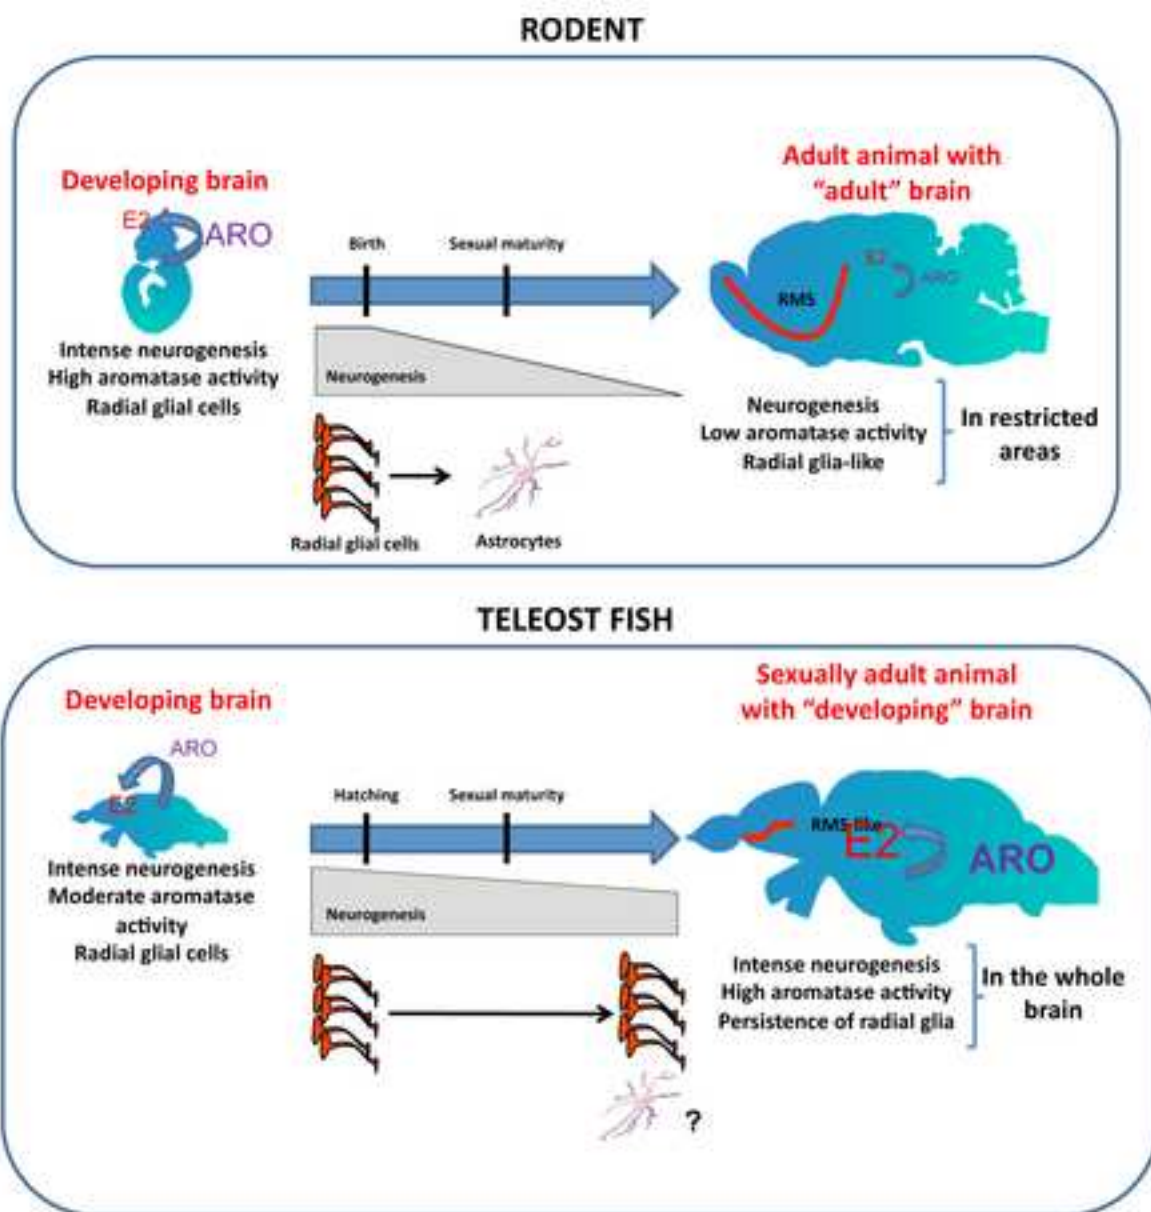 RODENT
Developing brain
E2
ARO
Intense neurogenesis
High aromatase activity
Radial glial cells
Birth
Sexual maturity
Neurogenesis
Radial glial cells
Astrocytes
Adult animal with
“adult” brain
RMS
E2
ARO
Neurogenesis
Low aromatase activity
Radial glia-like
In restricted
areas
TELEOST FISH
Developing brain
ARO
E2
Intense neurogenesis
Moderate aromatase
activity
Radial glial cells
Hatching
Sexual maturity
Neurogenesis
?
Sexually adult animal
with “developing” brain
RMS-like
E2
ARO
Intense neurogenesis
High aromatase activity
Persistence of radial glia
In the whole
brain